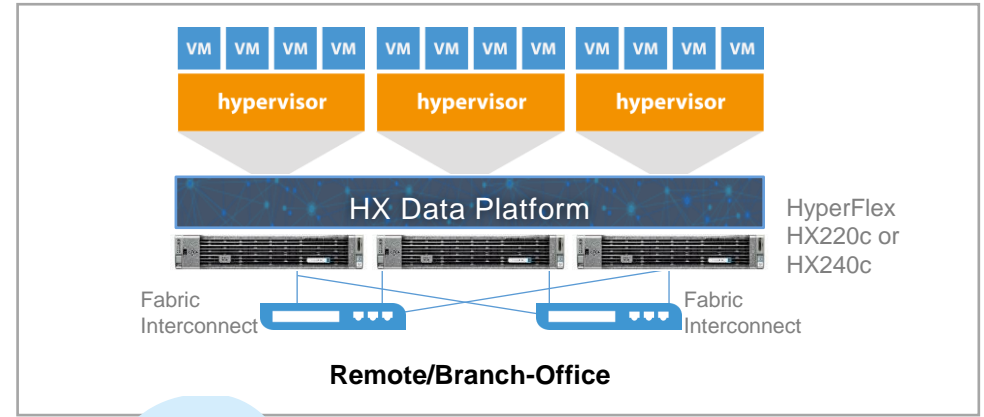 VM VM VM VM VM VM VM VM VM VM VM VM
hypervisor hypervisor hypervisor
HX Data Platform
HyperFlex
HX220c or
HX240c
Fabric
Interconnect
Fabric
Interconnect
Remote/Branch-Office